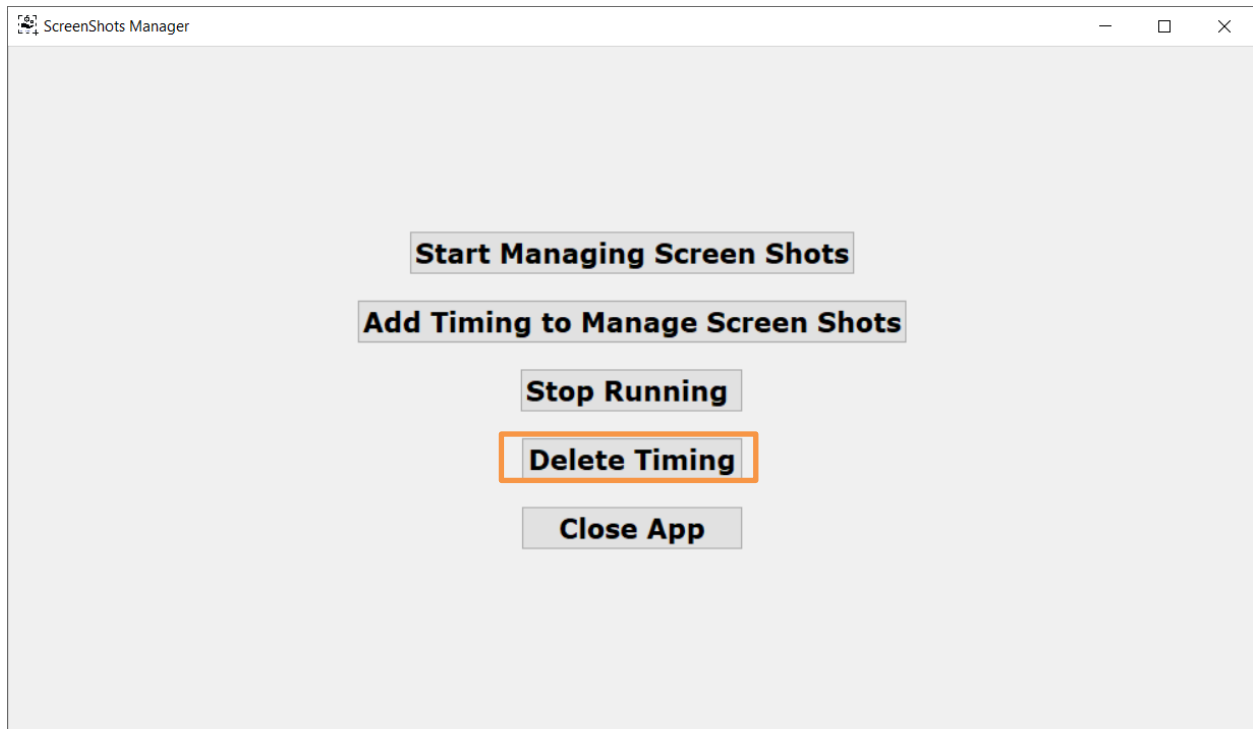 ScreenShots Manager
Start Managing Screen Shots
Add Timing to Manage Screen Shots
Stop Running
Delete Timing
Close App